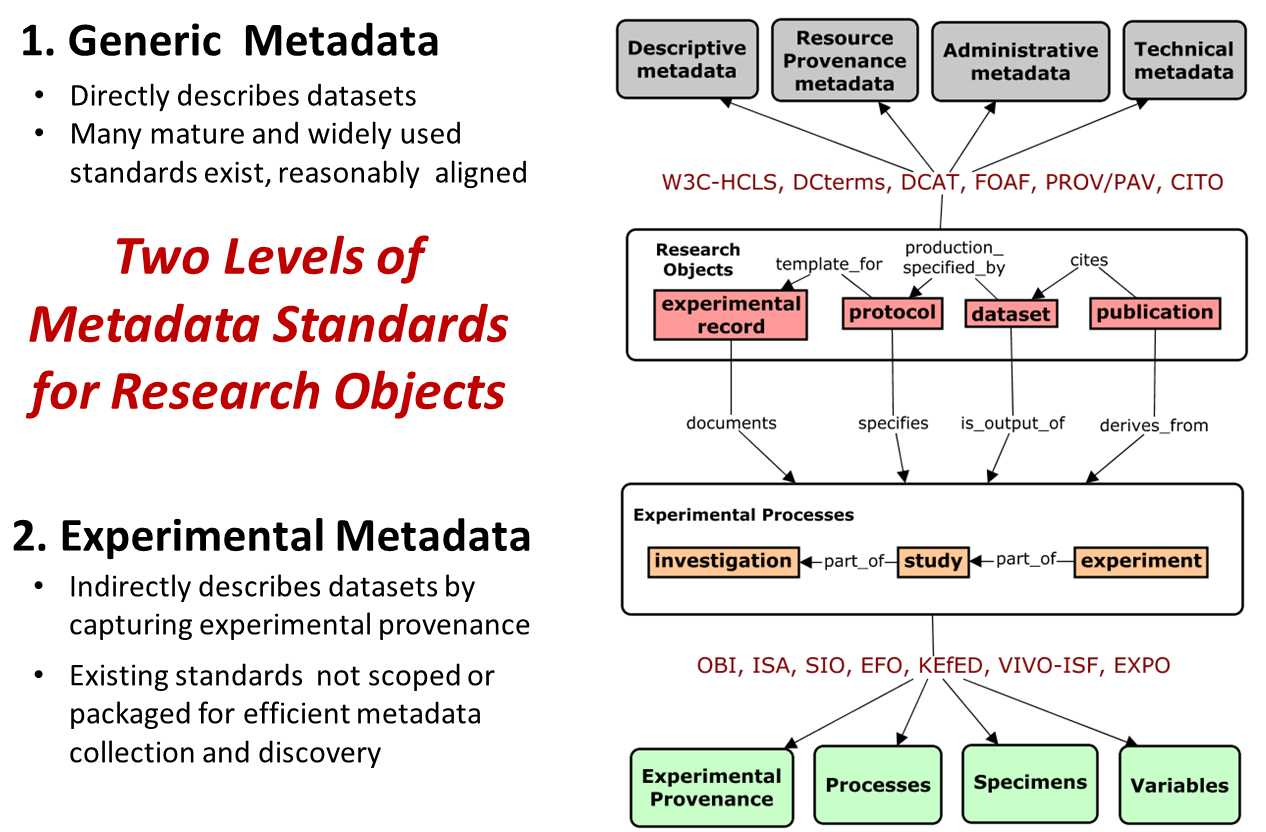 1. Generic Metadata
• Directly describes datasets
• Many mature and widely used
standards exist, reasonably aligned
Two Levels of
Metadata Standards
for Research Objects
2. Experimental Metadata
• Indirectly describes datasets by
capturing experimental provenance
• Existing standards not scoped or
packaged for efficient metadata
collection and discovery
Descriptive
metadata
Resource
Provenance
metadata
Administrative
metadata
Technical
metadata
W3C-HCLS, DCterms, DCAT, FOAF, PROV/PAV, CITO
Research
Objects
template_for
production_
specified_by
cites
experimental
record
protocol
dataset
publication
documents
specifies
is_output_of
derives_from
Experimental Processes
investigation
part_of
study
part_of
experiment
OBI, ISA, SIO, EFO, KEfED, VIVO-ISF, EXPO
Experimental
Provenance
Processes
Specimens
Variables